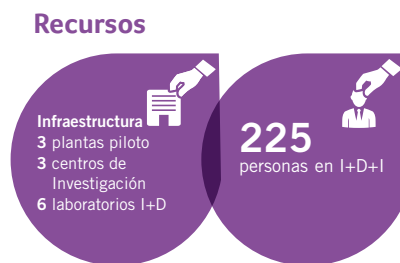 Recursos
Infraestructura
3 plantas piloto
3 centros de
Investigación
6 laboratorios I+D
225
personas en I+D+I